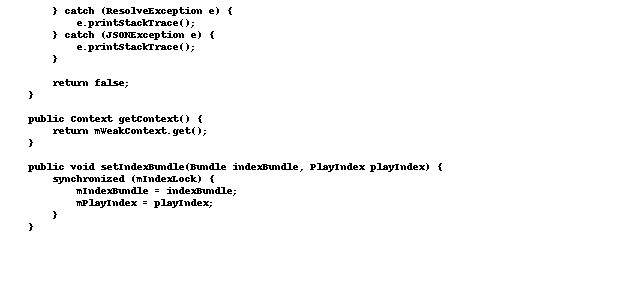 } catch (ResolveException e) {
e.printStackTrace();
} catch (JSONException e) {
e.printStackTrace();
}
return false;
}
public Context getContext() {
return mWeakContext.get();
}
public void setIndexBundle(Bundle indexBundle, PlayIndex playIndex) {
synchronized (mIndexLock) {
mIndexBundle = indexBundle;
mPlayIndex = playIndex;
}
}